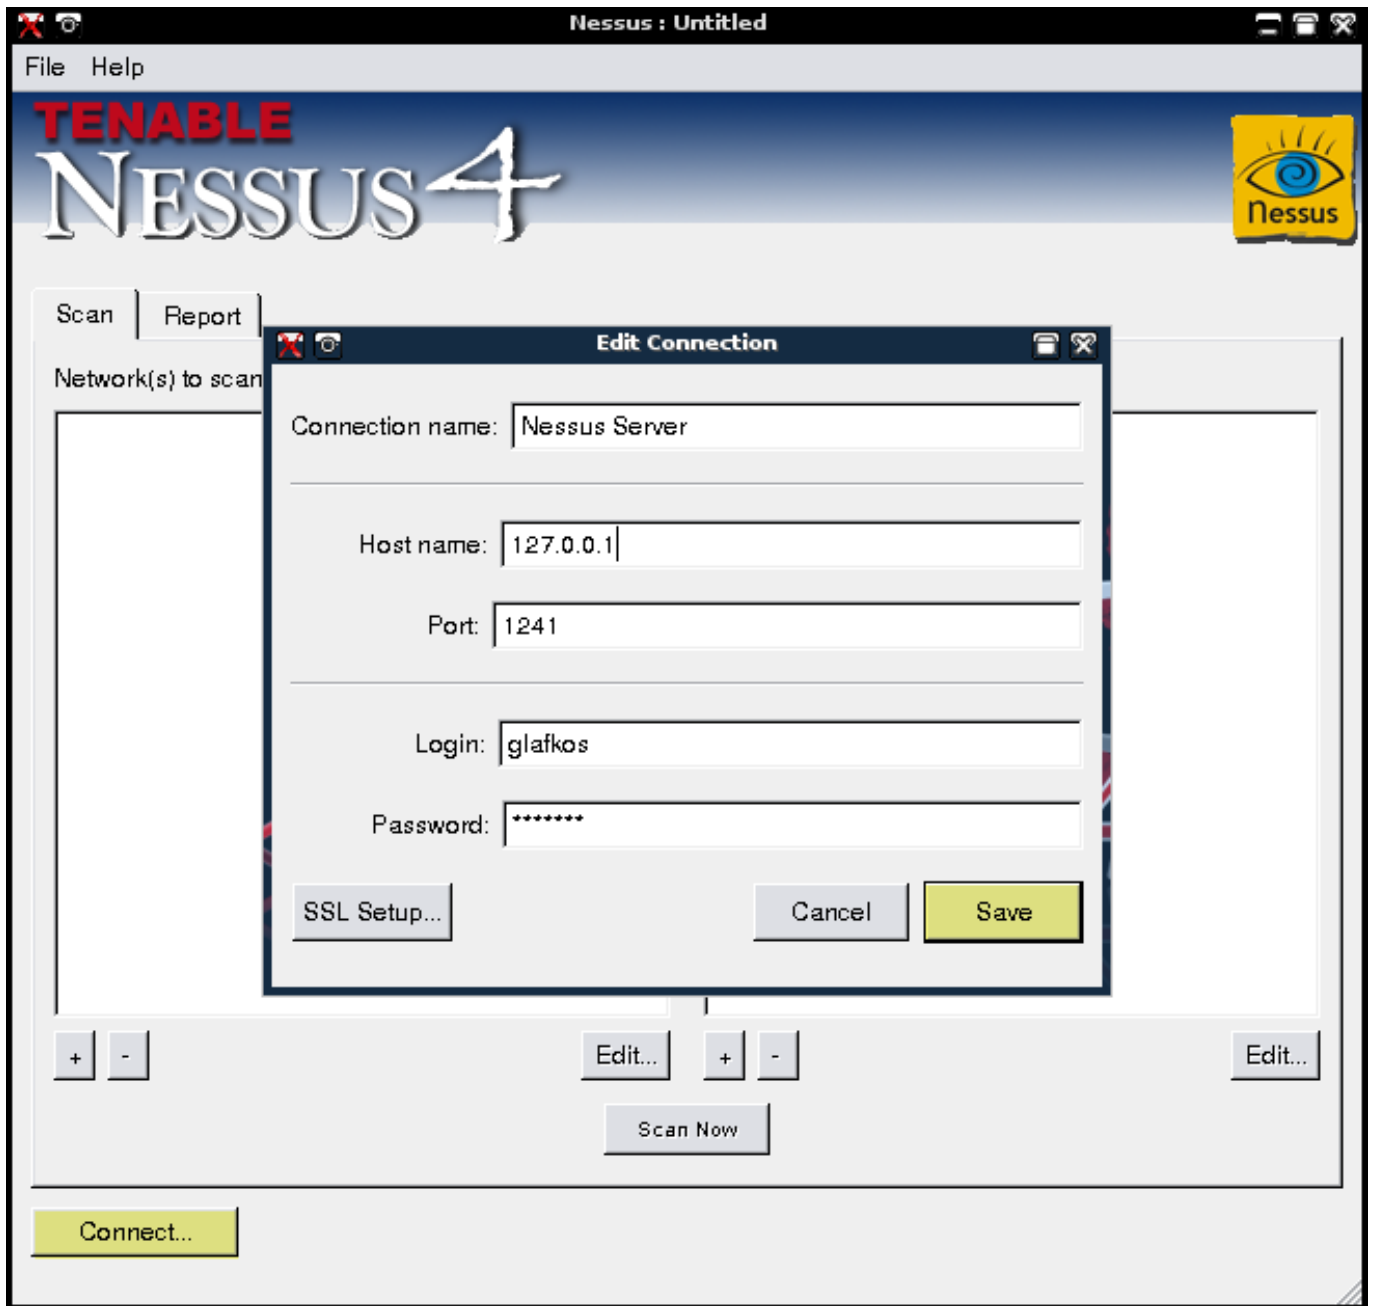 Nessus : Untitled
File Help
TENABLE
NESSUS 4
Nessus
Scan Report
Network(s) to scan
Edit Connection
Connection name: Nessus Server
Host name: 127.0.0.1
Port: 1241
Login: glafkos
Password: *******
SSL Setup... Cancel Save
+ - Edit... + - Edit...
Scan Now
Connect...